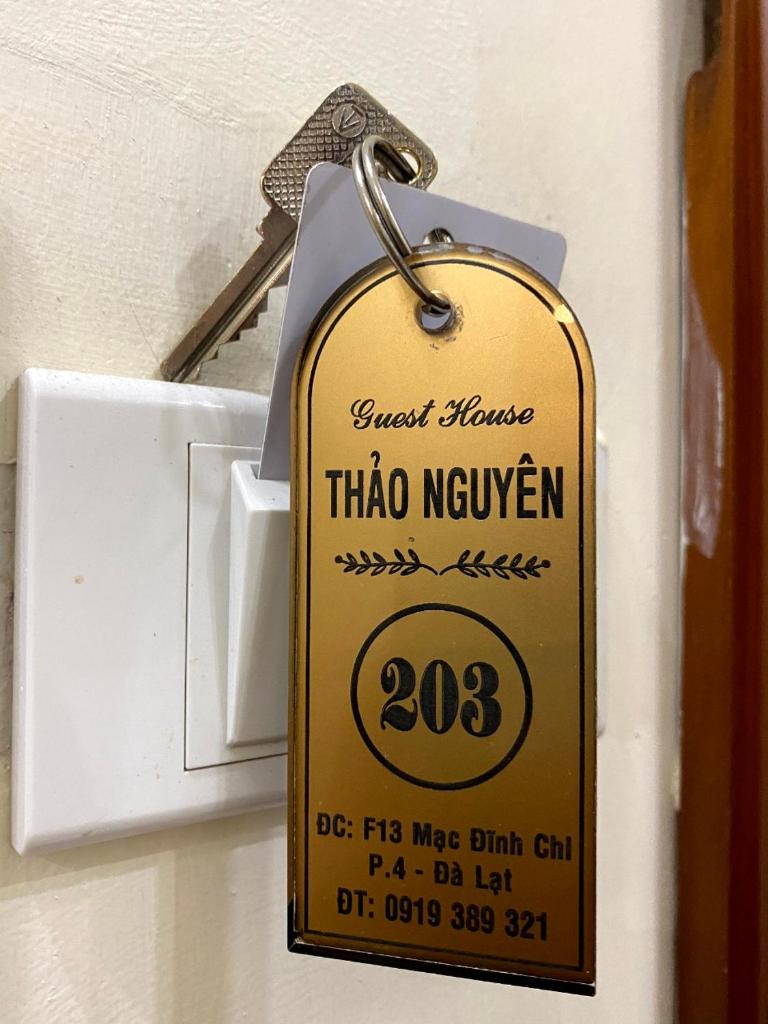 Guest House
THẢO NGUYÊN
203
ĐC: F13 Mạc Đĩnh Chi
P.4 - Đà Lạt
ĐT: 0919 389 321